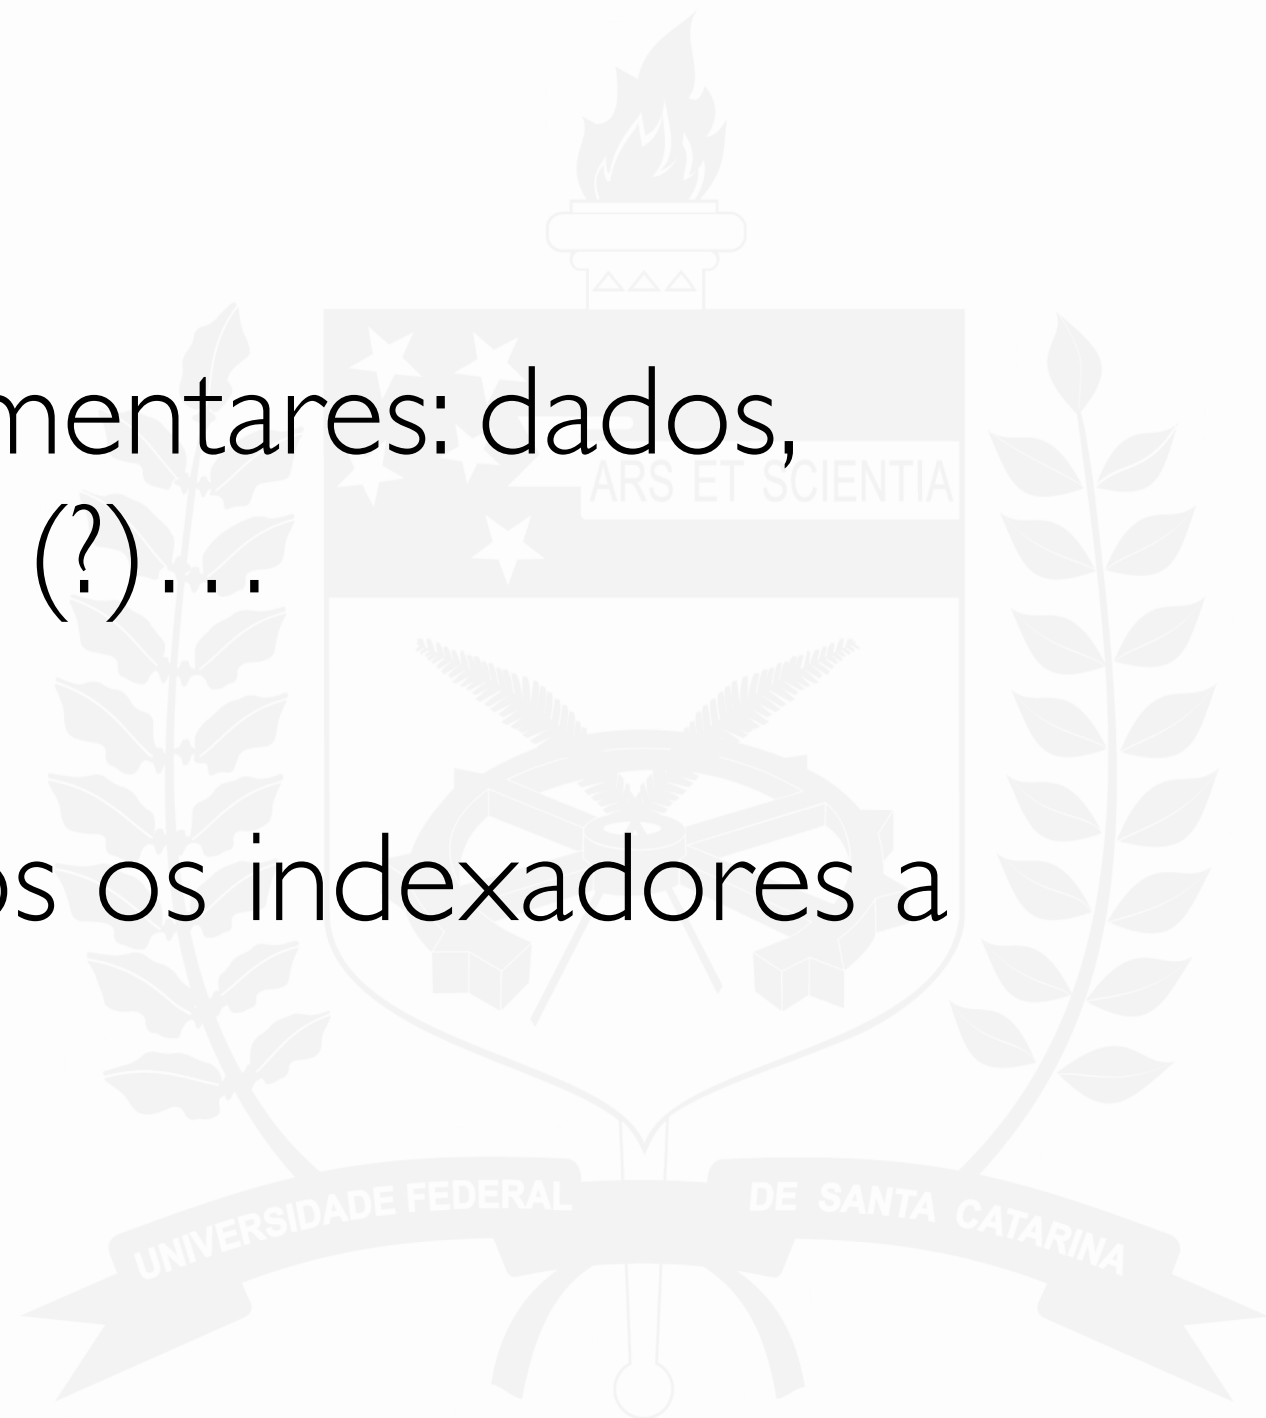 mentares: dados,
ARS ET SCIENTIA
(?)…
os os indexadores a
UNIVERSIDADE FEDERAL DE SANTA CATARINA